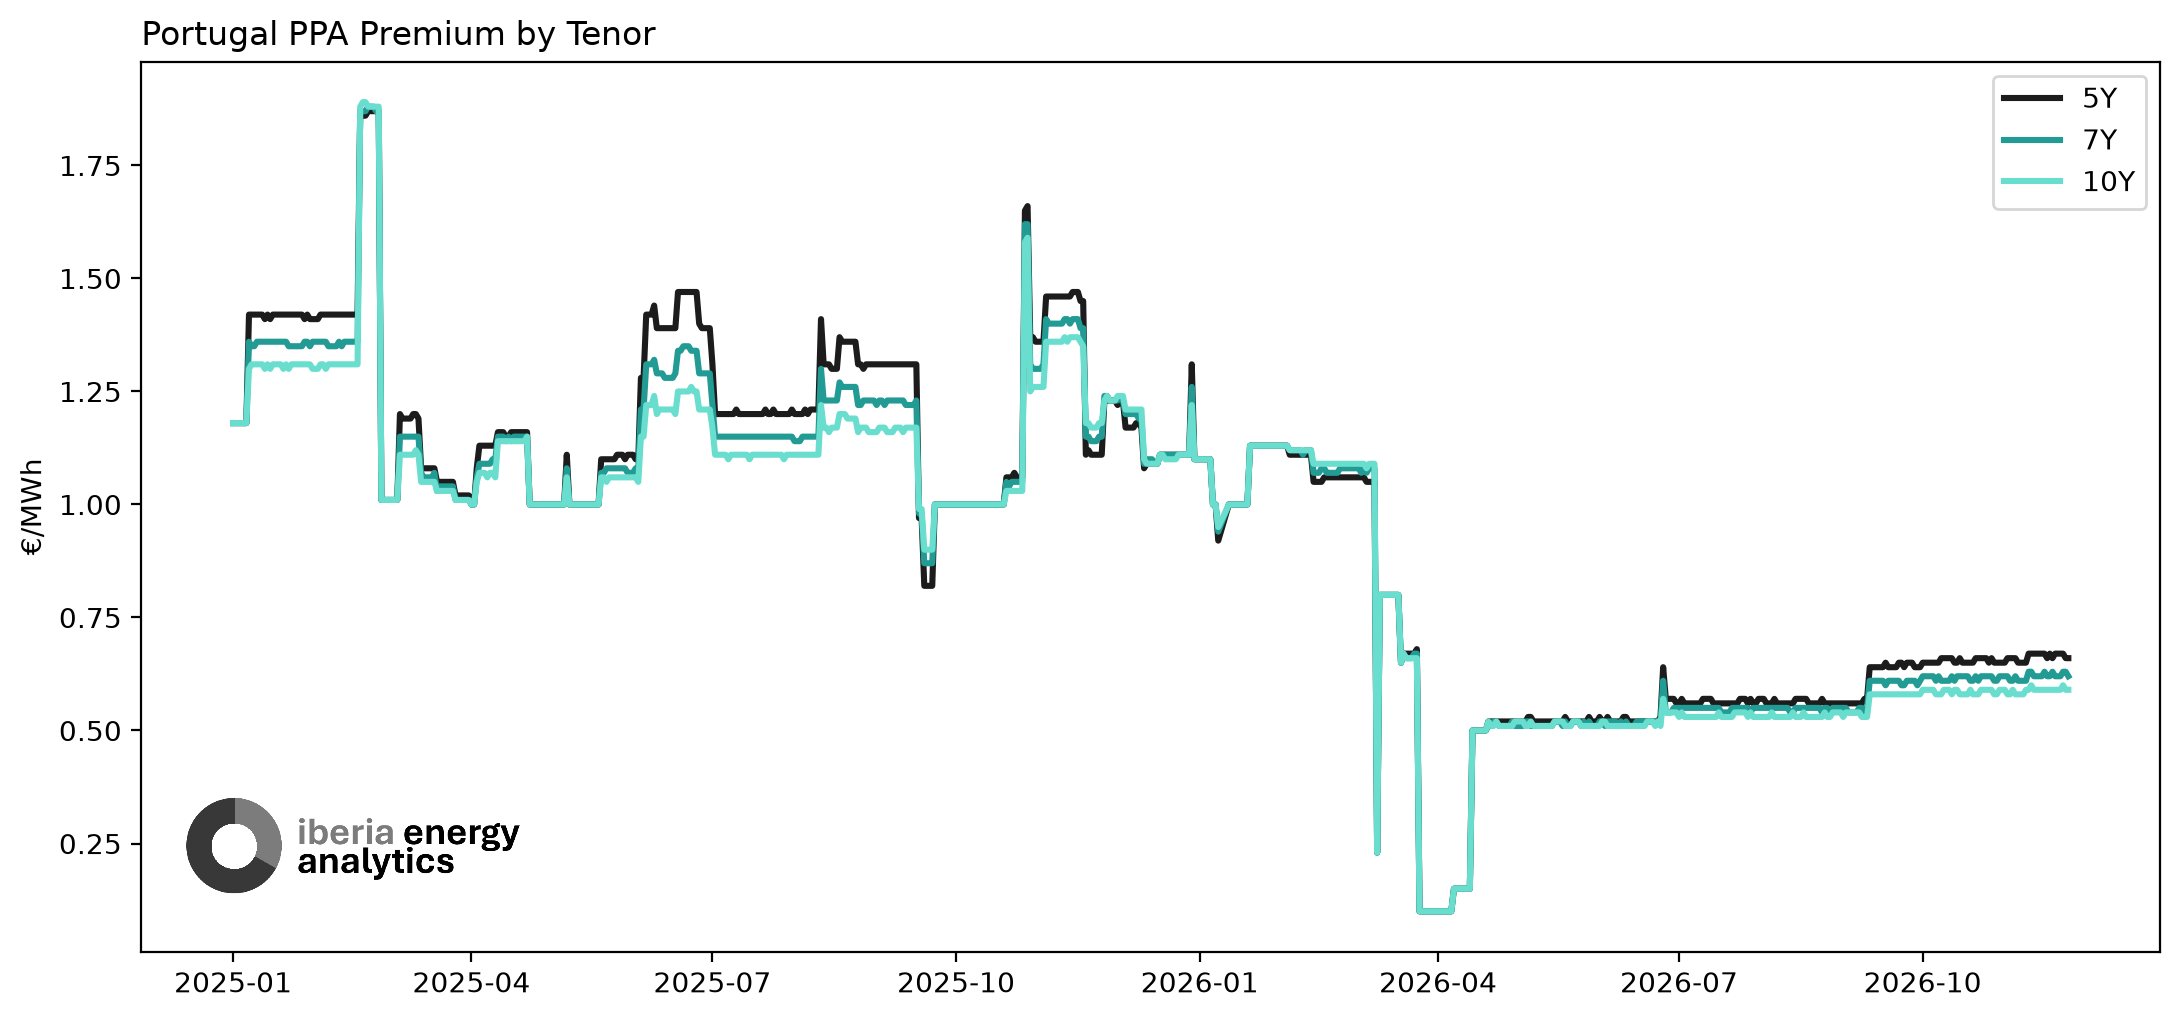 Portugal PPA Premium by Tenor
5Y
7Y
10Y
€/MWh
1.75
1.50
1.25
1.00
0.75
0.50
0.25
iberia energy
analytics
2025-01
2025-04
2025-07
2025-10
2026-01
2026-04
2026-07
2026-10